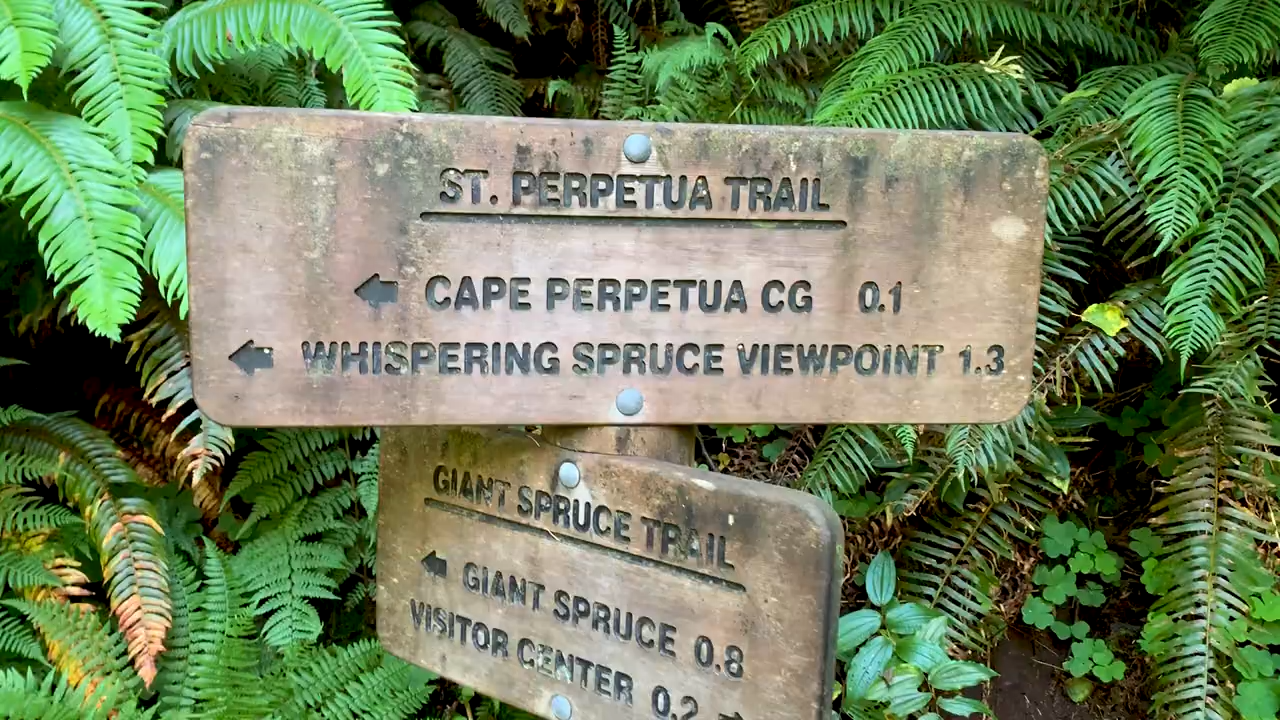 ST. PERPETUA TRAIL
← CAPE PERPETUA CG 0.1
← WHISPERING SPRUCE VIEWPOINT 1.3
GIANT SPRUCE TRAIL
← GIANT SPRUCE 0.8
VISITOR CENTER 0.2 →